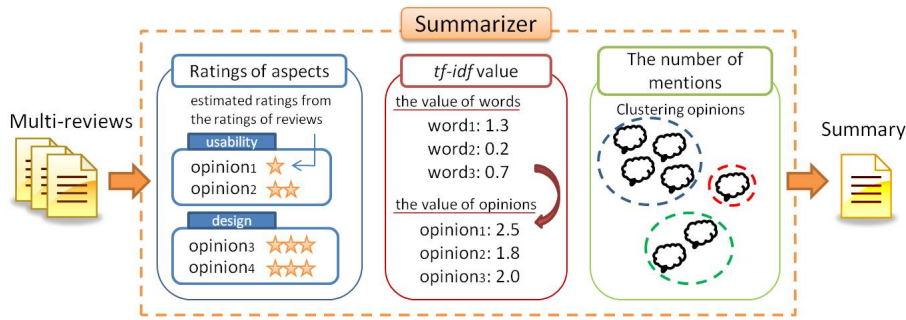 Summarizer
Multi-reviews
Ratings of aspects
estimated ratings from
the ratings of reviews
usability
opinion1
opinion2
design
opinion3
opinion4
tf-idf value
the value of words
word1: 1.3
word2: 0.2
word3: 0.7
the value of opinions
opinion1: 2.5
opinion2: 1.8
opinion3: 2.0
The number of
mentions
Clustering opinions
Summary